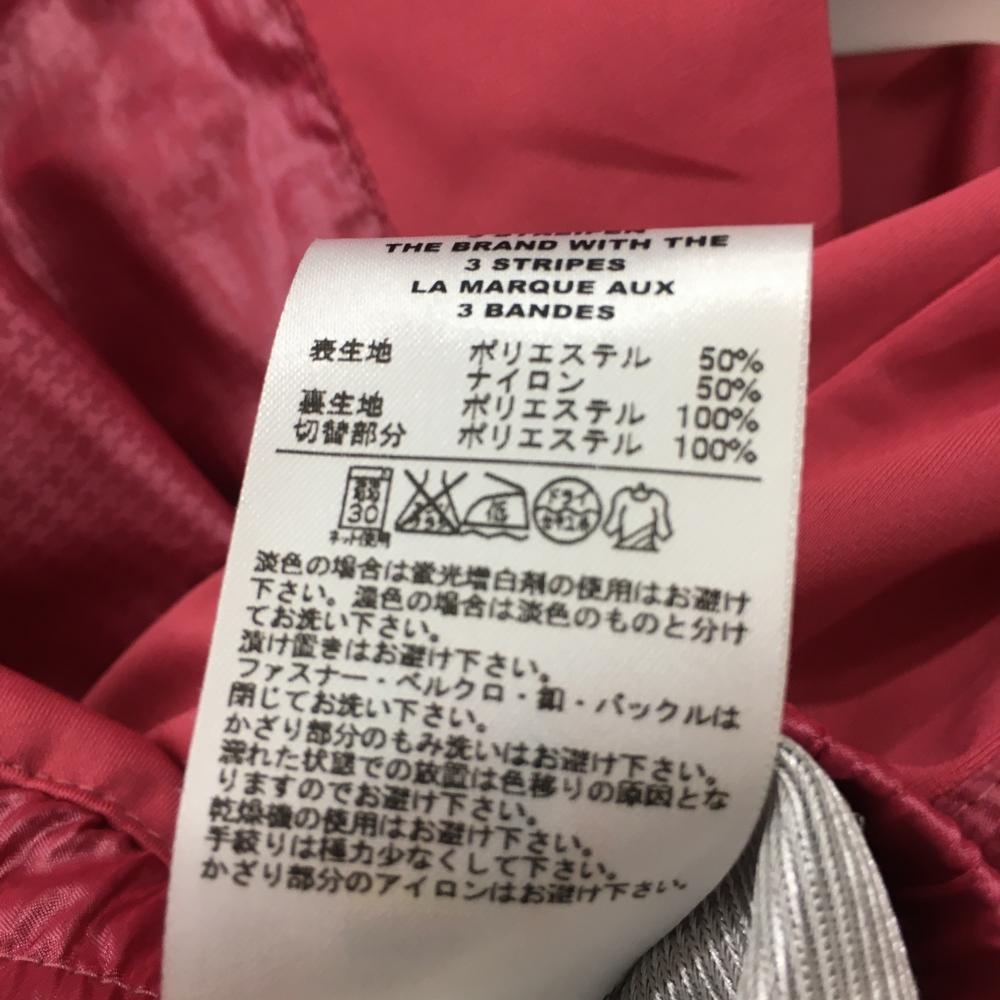 THE BRAND WITH THE
3 STRIPES
LA MARQUE AUX
3 BANDES
表生地 ポリエステル 50%
ナイロン 50%
裏生地 ポリエステル 100%
切替部分 ポリエステル 100%
30 低 ドライ
ネット使用
淡色の場合は蛍光増白剤の使用はお避け
下さい。濃色の場合は淡色のものと分け
てお洗い下さい。
漬け置きはお避け下さい。
ファスナー・ベルクロ・釦・バックルは
閉じてお洗い下さい。
かざり部分のもみ洗いはお避け下さい。
濡れた状態での放置は色移りの原因とな
りますのでお避け下さい。
乾燥機の使用はお避け下さい。
手絞りは極力少なくして下さい。
かざり部分のアイロンはお避け下さい。